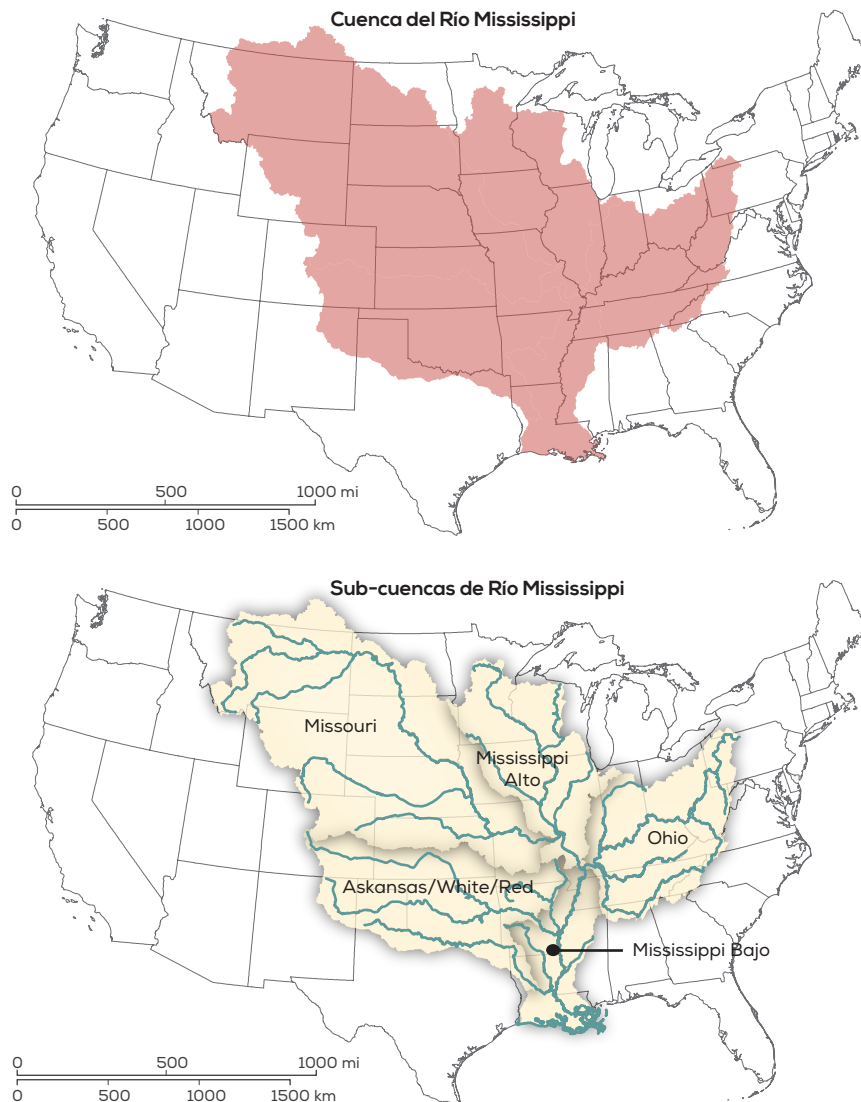 Cuenca del Río Mississippi
0 500 1000 mi
0 500 1000 1500 km
Sub-cuencas de Río Mississippi
Missouri
Mississippi
Alto
Ohio
Askansas/White/Red
Mississippi Bajo
0 500 1000 mi
0 500 1000 1500 km